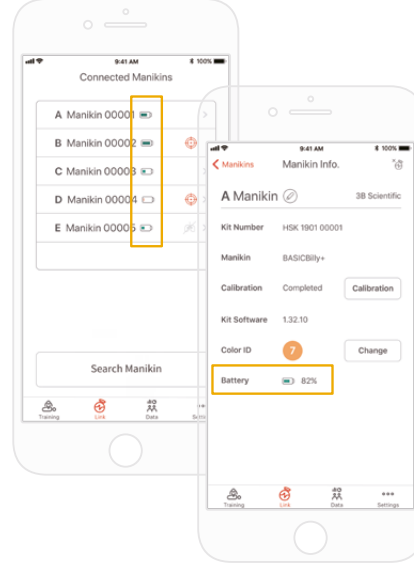 9:41 AM
100%
Connected Manikins
A Manikin 00001
B Manikin 00002
C Manikin 00003
D Manikin 00004
E Manikin 00005
Search Manikin
Training
Link
Data
9:41 AM
100%
Manikins
Manikin Info.
A Manikin
3B Scientific
Kit Number
HSK 1901 00001
Manikin
BASICBilly+
Calibration
Completed
Calibration
Kit Software
1.32.10
Color ID
7
Change
Battery
82%
Training
Link
Data
Settings